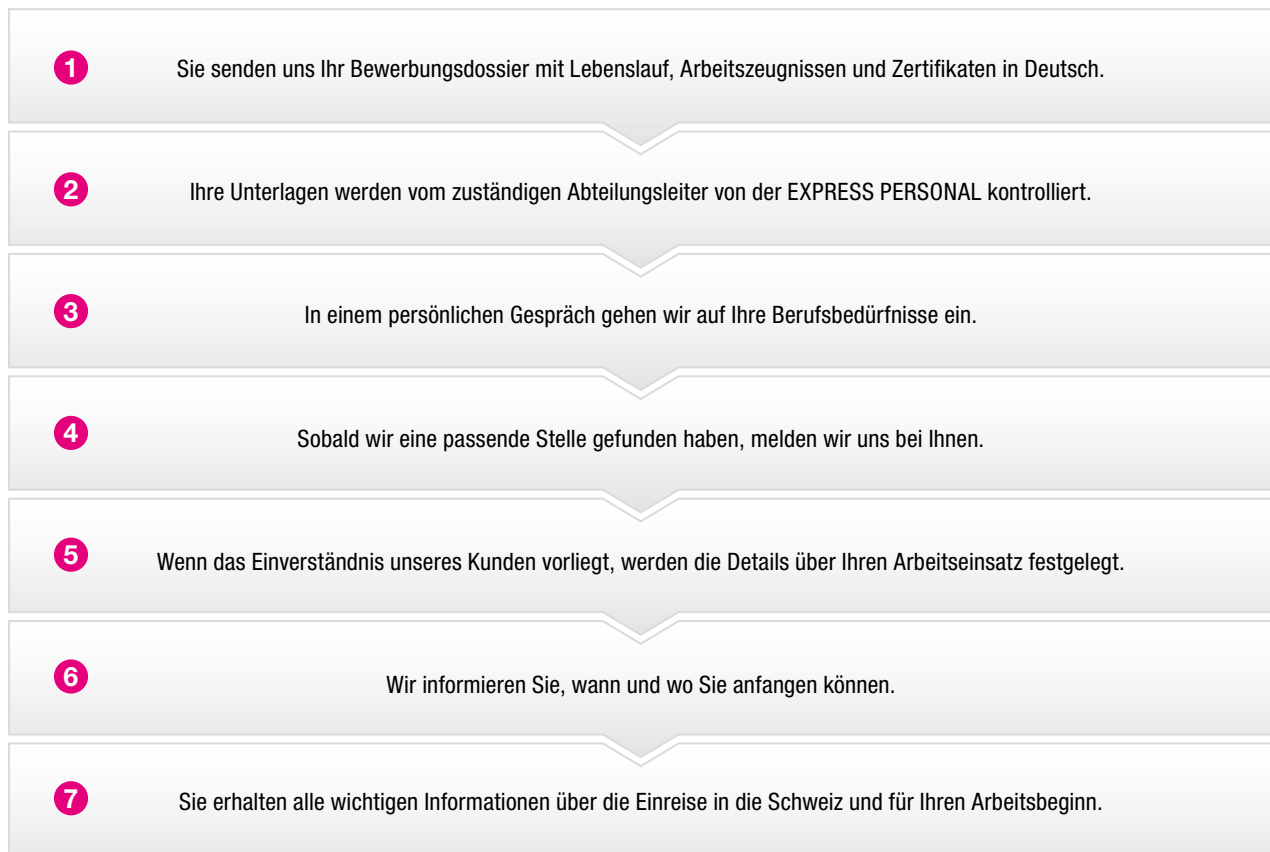 1 Sie senden uns Ihr Bewerbungsdossier mit Lebenslauf, Arbeitszeugnissen und Zertifikaten in Deutsch.
2 Ihre Unterlagen werden vom zuständigen Abteilungsleiter von der EXPRESS PERSONAL kontrolliert.
3 In einem persönlichen Gespräch gehen wir auf Ihre Berufsbedürfnisse ein.
4 Sobald wir eine passende Stelle gefunden haben, melden wir uns bei Ihnen.
5 Wenn das Einverständnis unseres Kunden vorliegt, werden die Details über Ihren Arbeitseinsatz festgelegt.
6 Wir informieren Sie, wann und wo Sie anfangen können.
7 Sie erhalten alle wichtigen Informationen über die Einreise in die Schweiz und für Ihren Arbeitsbeginn.